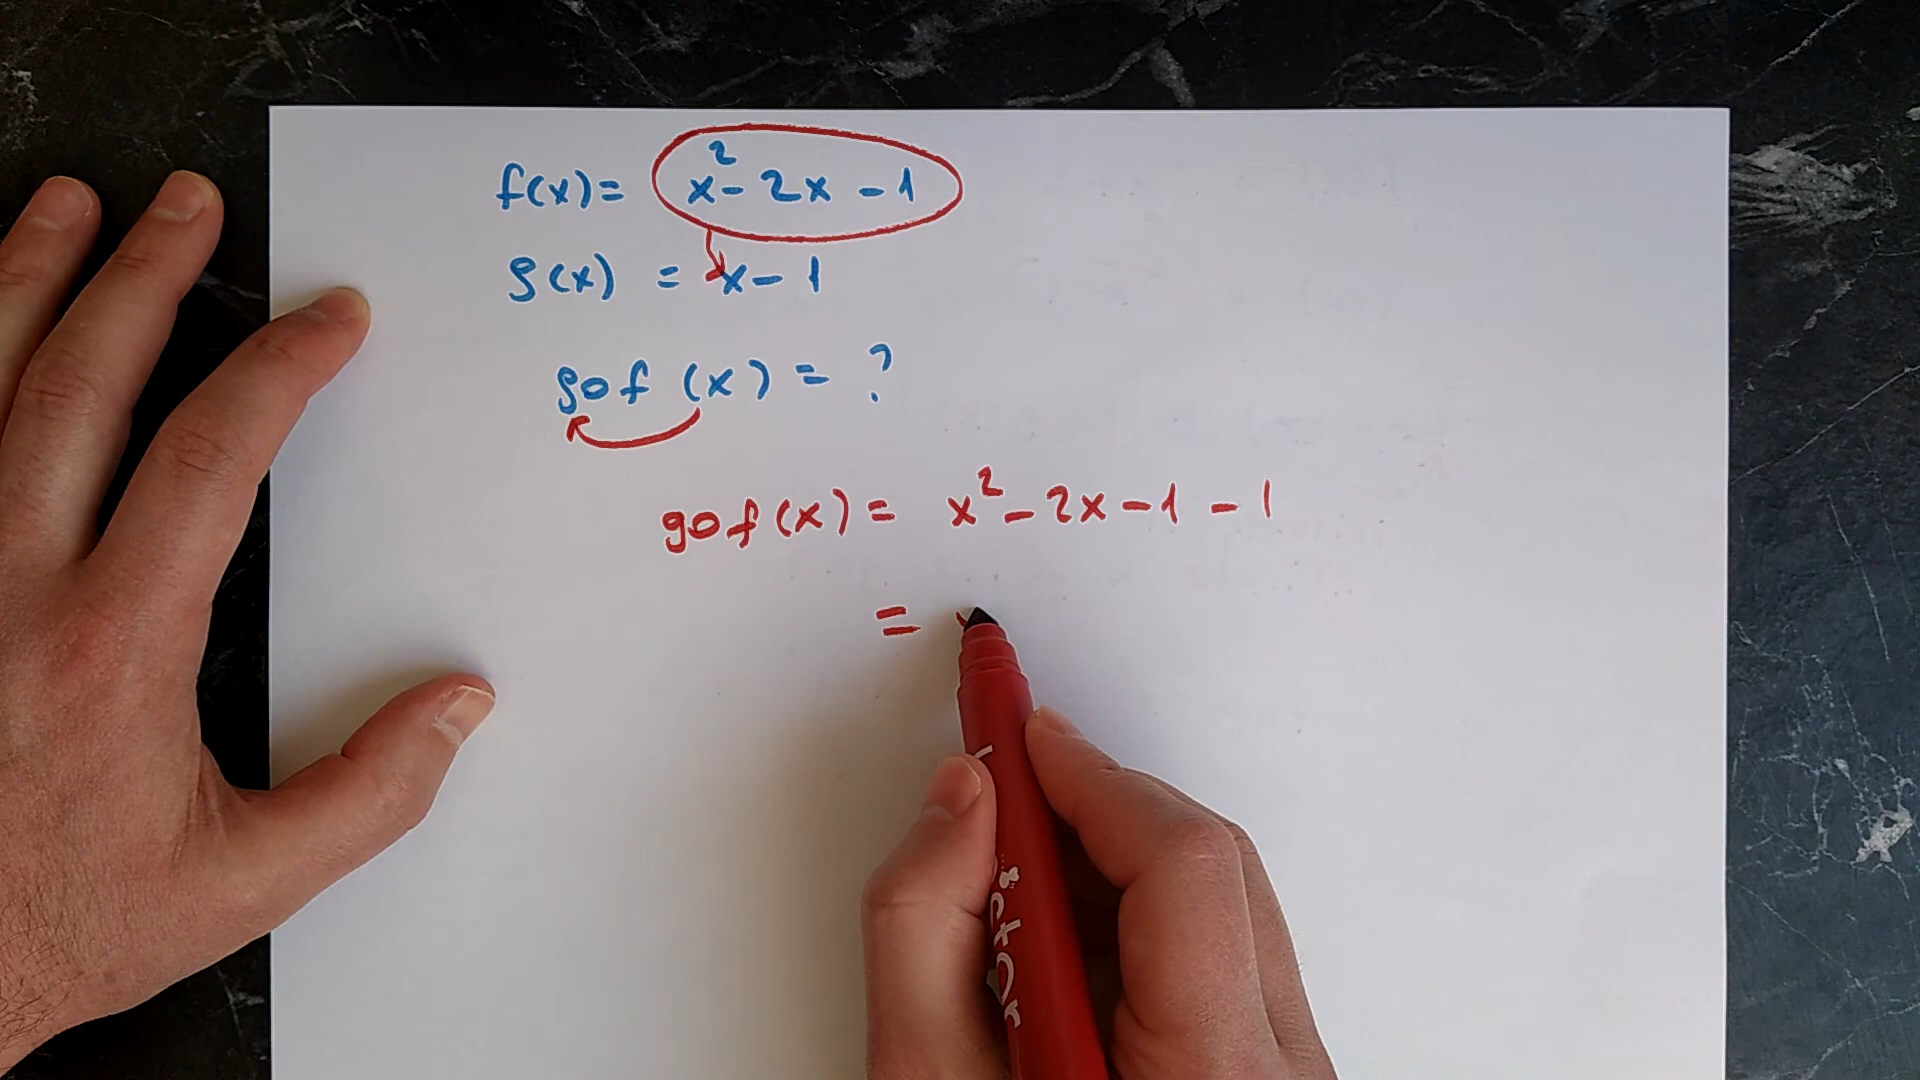 f(x) = x² - 2x - 1
g(x) = x - 1
gof (x) = ?
gof (x) = x² - 2x - 1 - 1
=